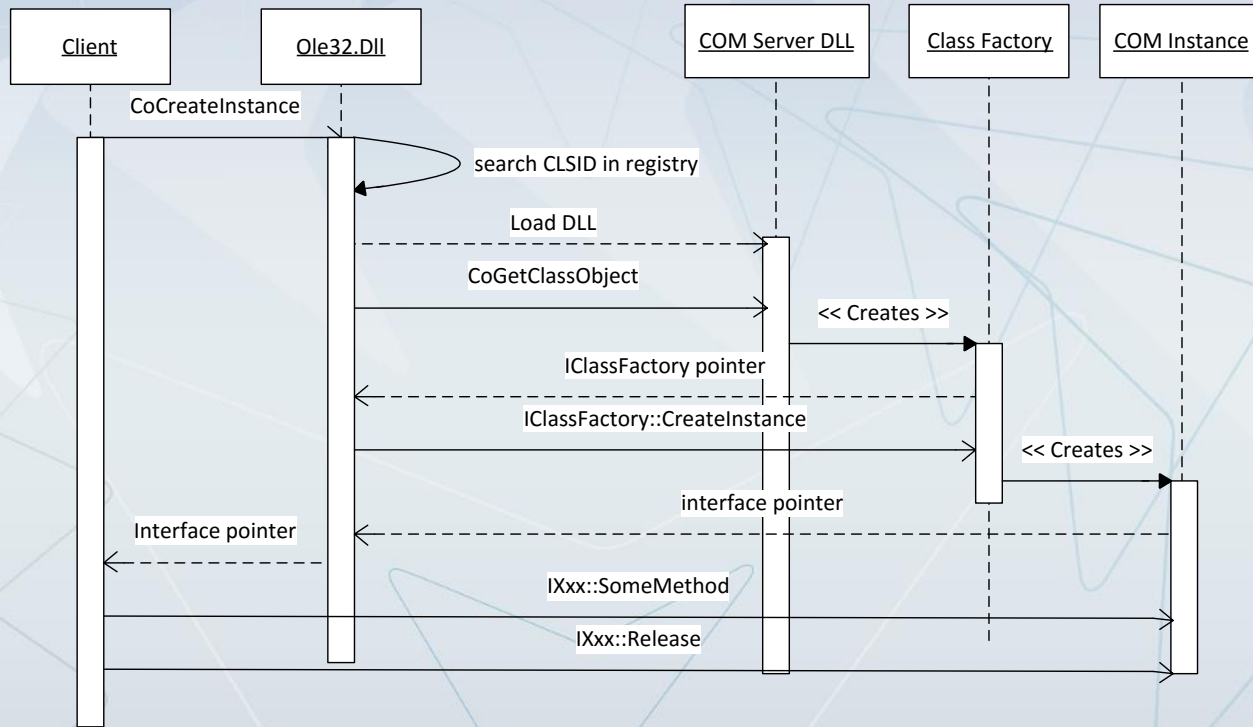 Client
Ole32.Dll
COM Server DLL
Class Factory
COM Instance
CoCreateInstance
search CLSID in registry
Load DLL
CoGetClassObject
<< Creates >>
IClassFactory pointer
IClassFactory::CreateInstance
<< Creates >>
interface pointer
Interface pointer
IXxx::SomeMethod
IXxx::Release